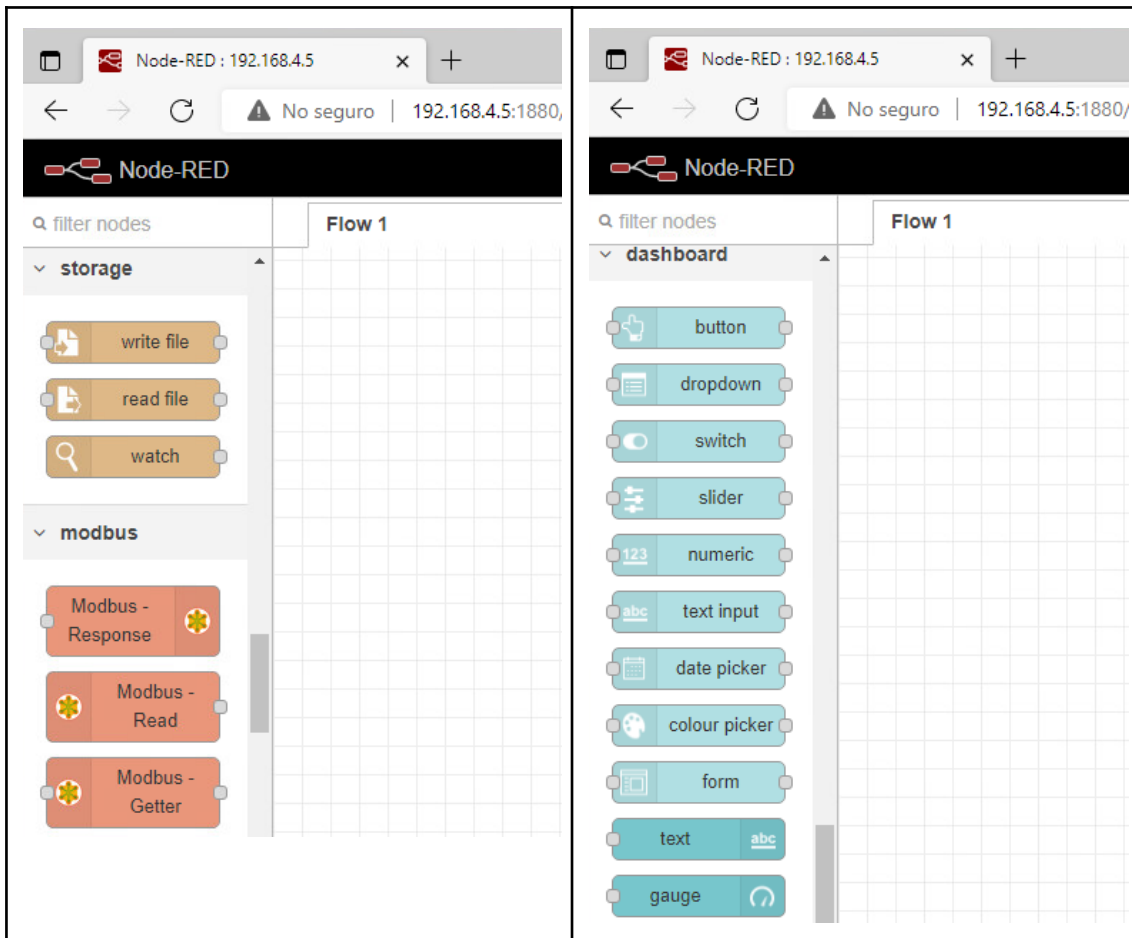 Node-RED : 192.168.4.5
No seguro | 192.168.4.5:1880/
Node-RED
filter nodes
Flow 1
storage
write file
read file
watch
modbus
Modbus -
Response
Modbus -
Read
Modbus -
Getter
Node-RED : 192.168.4.5
No seguro | 192.168.4.5:1880/
Node-RED
filter nodes
Flow 1
dashboard
button
dropdown
switch
slider
123 numeric
abc text input
date picker
colour picker
form
text abc
gauge